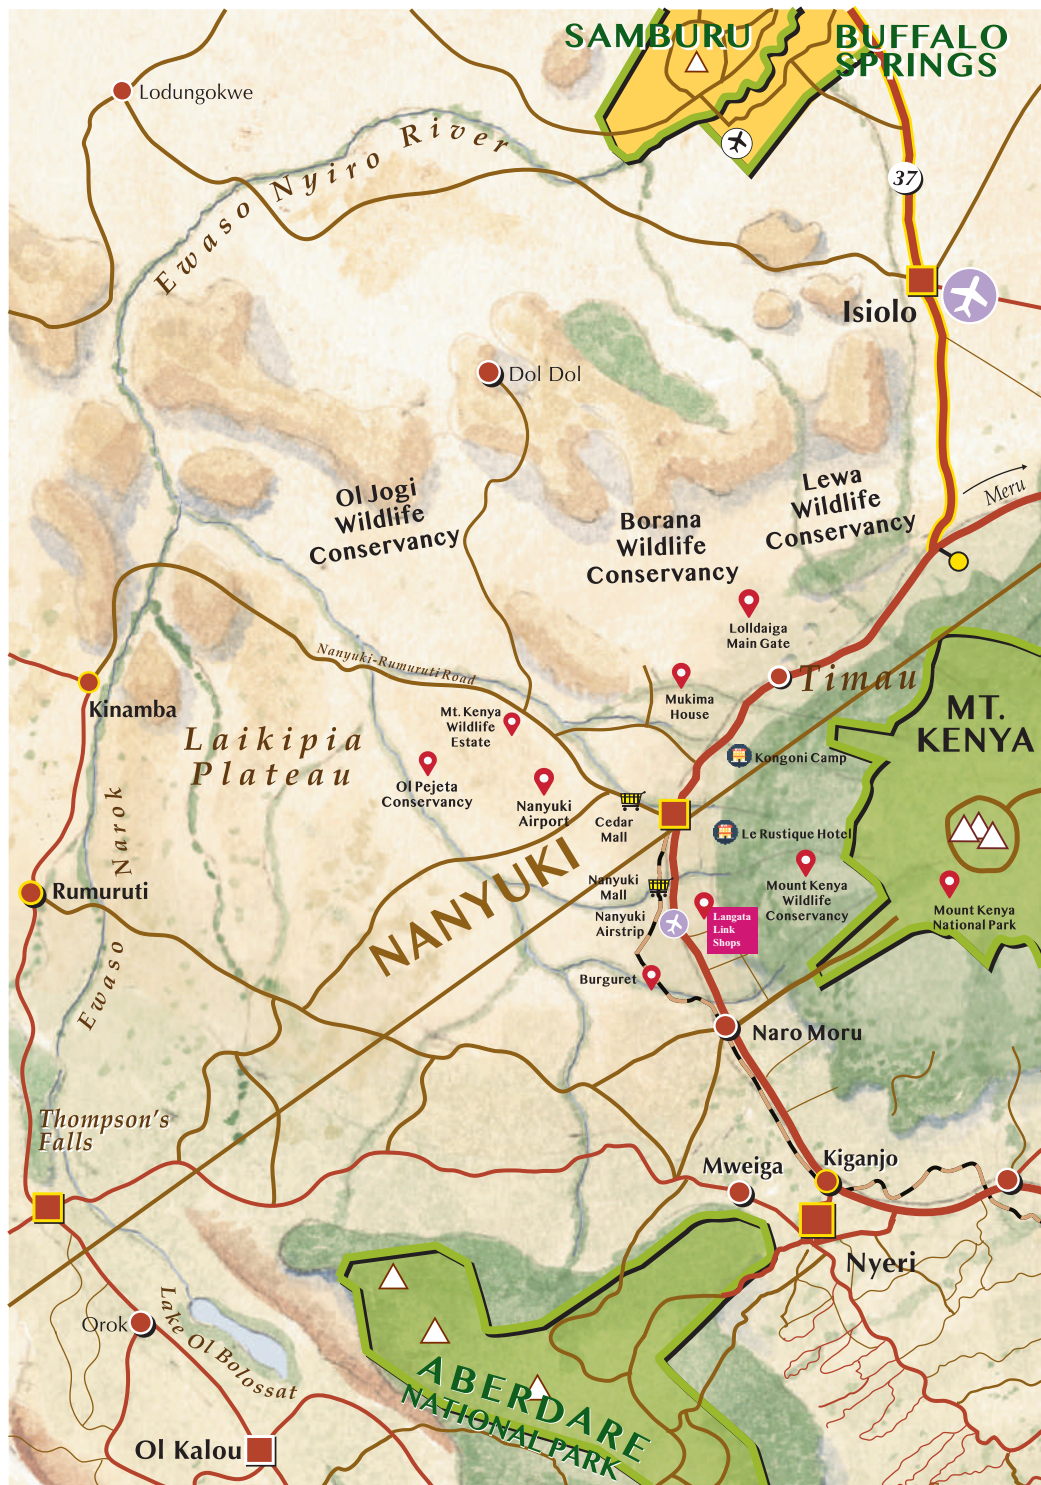 SAMBURU
BUFFALO
SPRINGS
Lodungokwe
Ewaso Nyiro River
37
Isiolo
Dol Dol
Ol Jogi
Wildlife
Conservancy
Borana
Wildlife
Conservancy
Lewa
Wildlife
Conservancy
Meru
Lolldaiga
Main Gate
Nanyuki-Rumuruti Road
Timau
Mukima
House
Kinamba
Laikipia
Plateau
Mt. Kenya
Wildlife
Estate
MT.
KENYA
Kongoni Camp
Ol Pejeta
Conservancy
Nanyuki
Airport
Cedar
Mall
Le Rustique Hotel
NANYUKI
Rumuruti
Ewaso Narok
Nanyuki
Mall
Mount Kenya
Wildlife
Conservancy
Mount Kenya
National Park
Nanyuki
Airstrip
Langata
Link
Shops
Burguret
Naro Moru
Thompson's
Falls
Mweiga
Kiganjo
Nyeri
Orok
Lake Ol Bolossat
ABERDARE
NATIONAL PARK
Ol Kalou